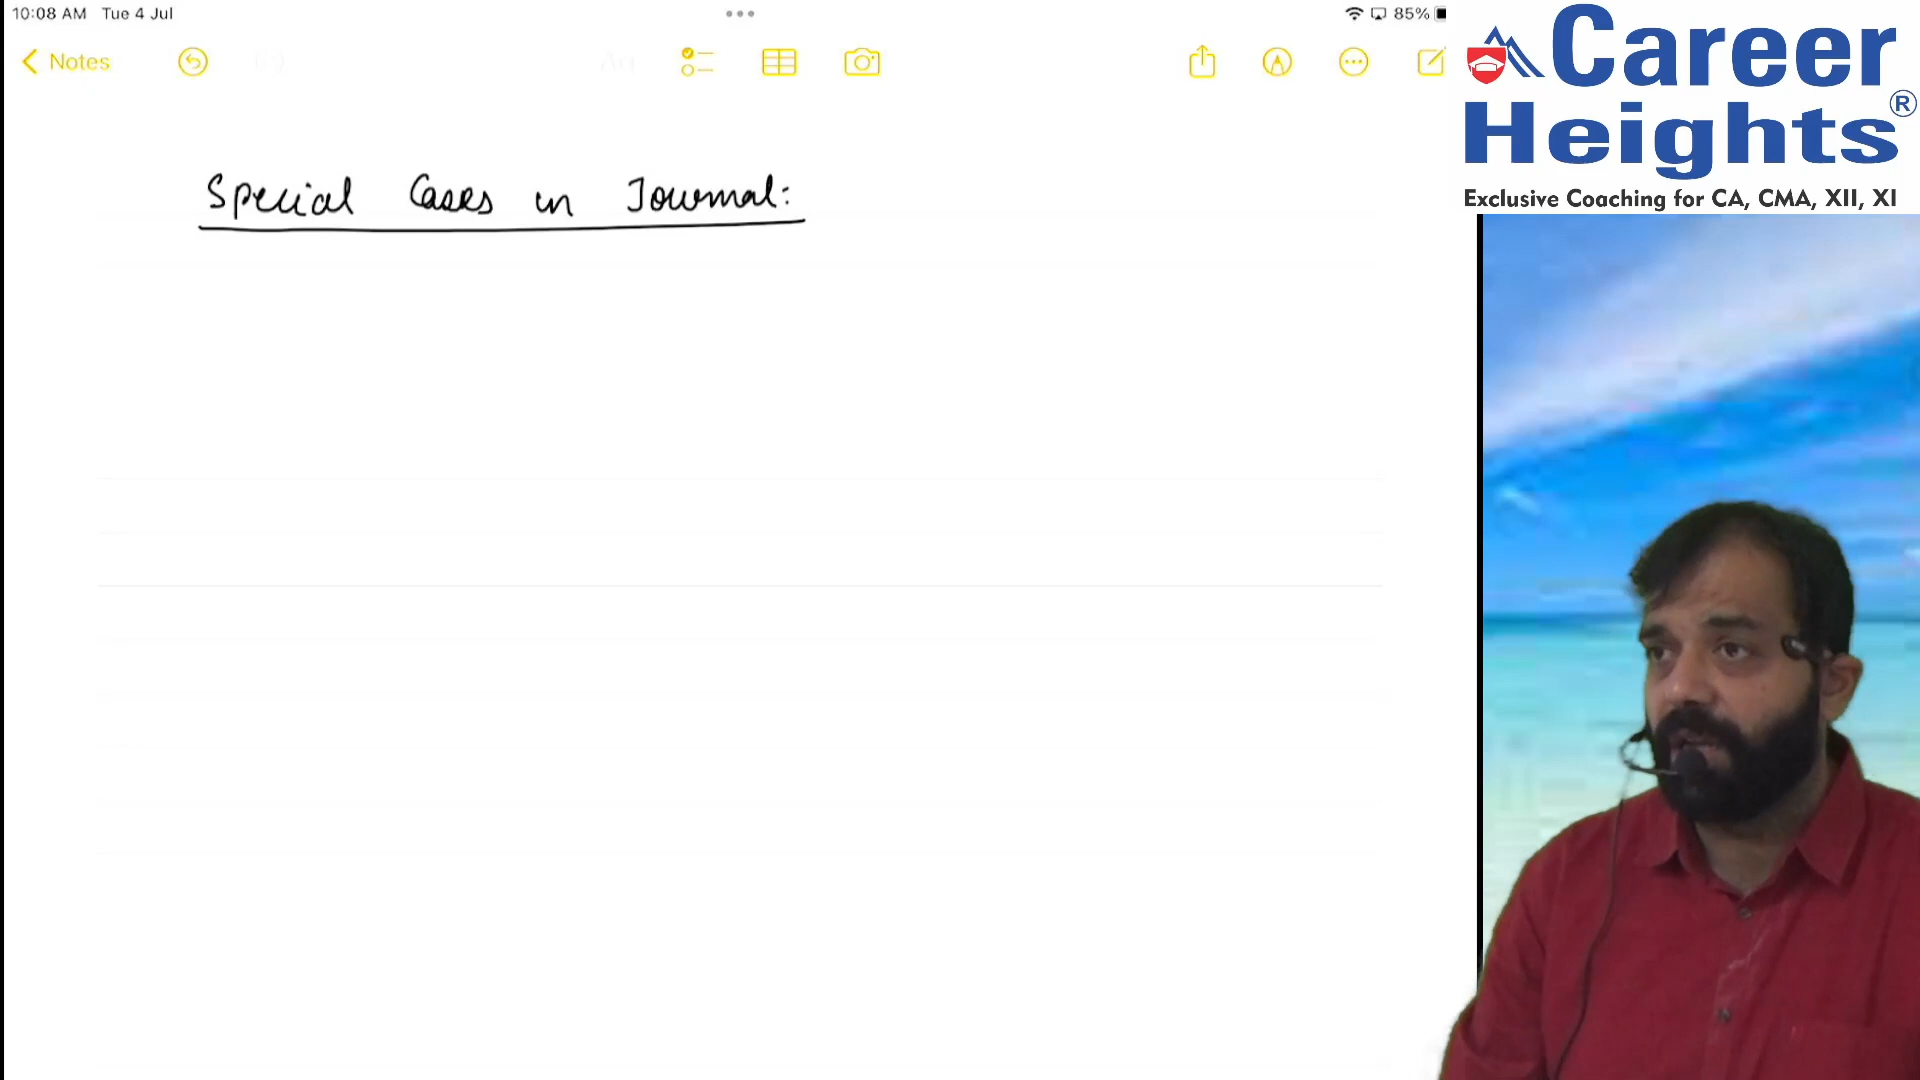 10:08 AM Tue 4 Jul
85%
Notes
Aa
Career
Heights®
Exclusive Coaching for CA, CMA, XII, XI
Special Cases in Journal: